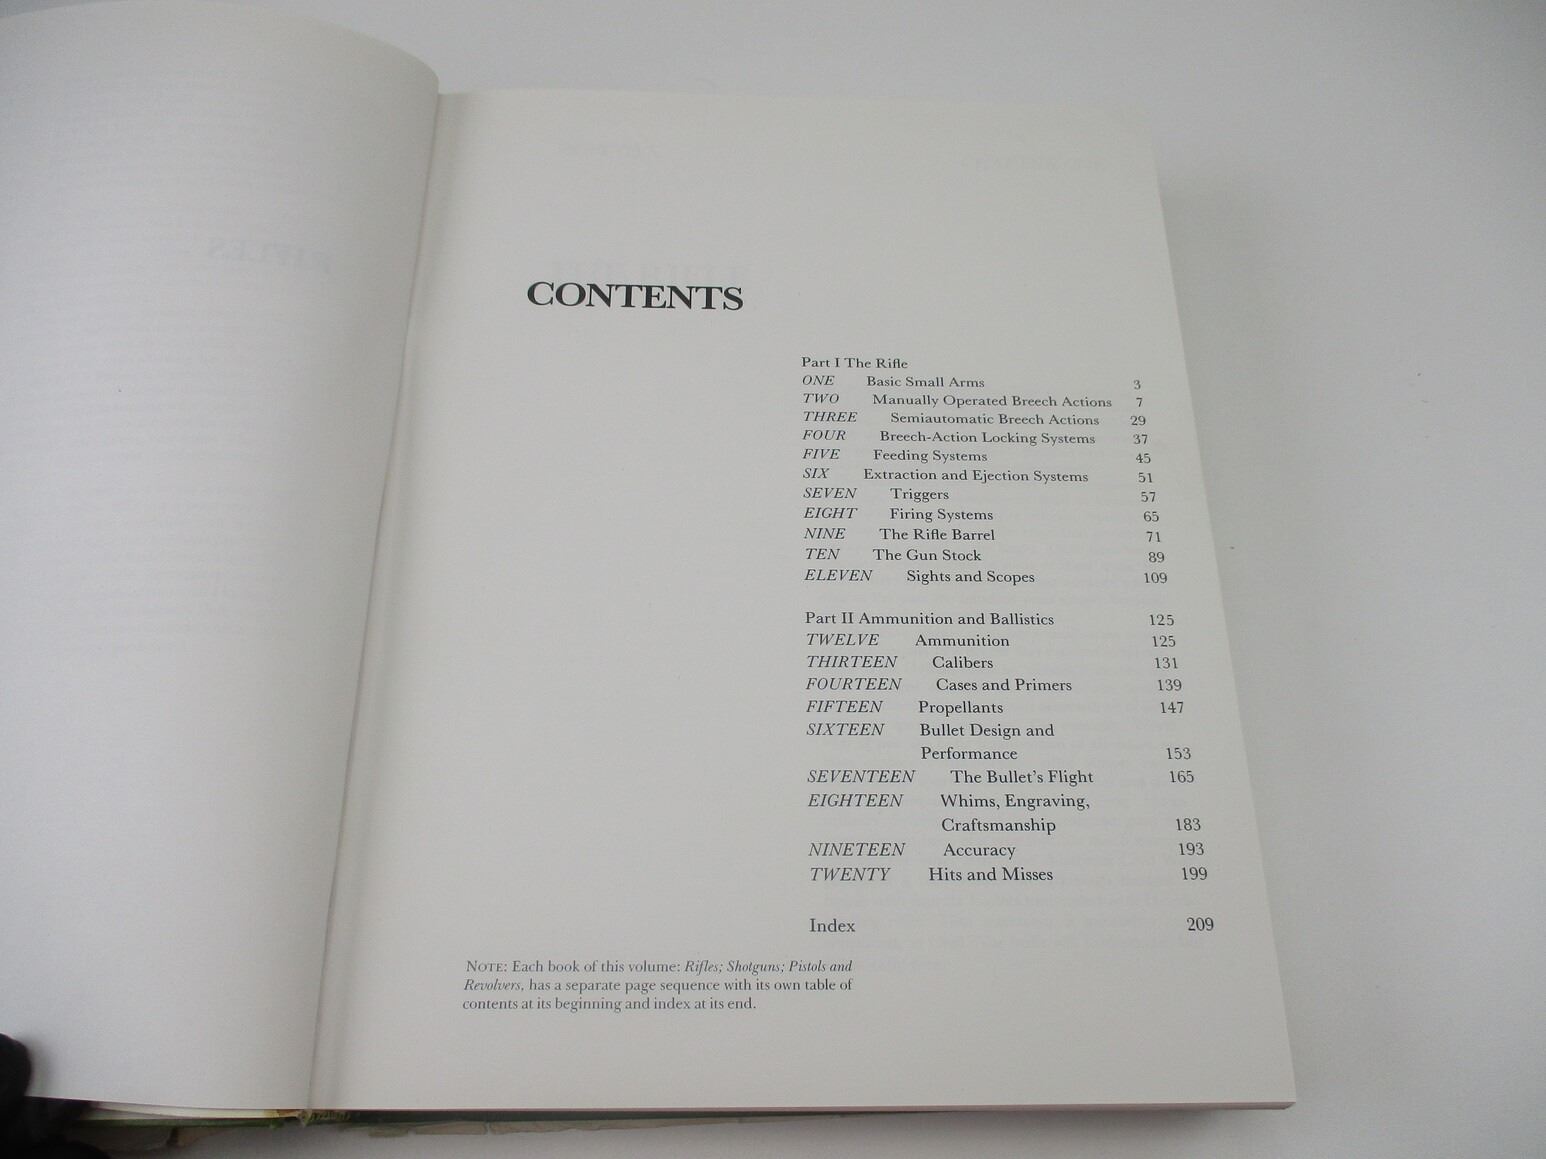 CONTENTS
Part I The Rifle
ONE Basic Small Arms 3
TWO Manually Operated Breech Actions 7
THREE Semiautomatic Breech Actions 29
FOUR Breech-Action Locking Systems 37
FIVE Feeding Systems 45
SIX Extraction and Ejection Systems 51
SEVEN Triggers 57
EIGHT Firing Systems 65
NINE The Rifle Barrel 71
TEN The Gun Stock 89
ELEVEN Sights and Scopes 109
Part II Ammunition and Ballistics 125
TWELVE Ammunition 125
THIRTEEN Calibers 131
FOURTEEN Cases and Primers 139
FIFTEEN Propellants 147
SIXTEEN Bullet Design and
Performance 153
SEVENTEEN The Bullet's Flight 165
EIGHTEEN Whims, Engraving,
Craftsmanship 183
NINETEEN Accuracy 193
TWENTY Hits and Misses 199
Index 209
NOTE: Each book of this volume: Rifles; Shotguns; Pistols and
Revolvers, has a separate page sequence with its own table of
contents at its beginning and index at its end.